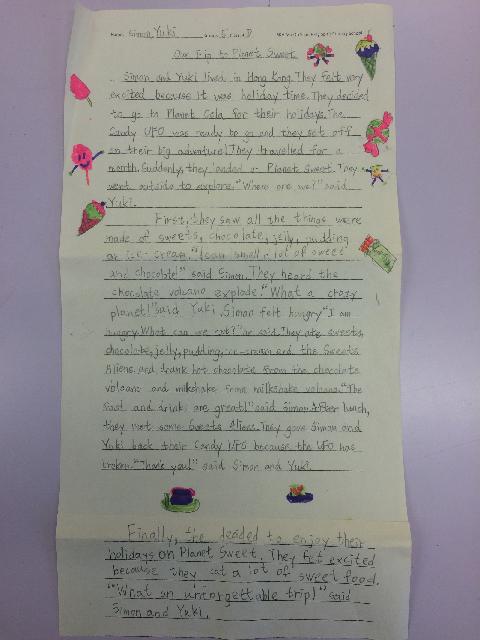 Name: Simon Yuki
Our Trip to Planet Sweet
Simon and Yuki lived in Hong Kong. They felt very
excited because it was holiday time. They decided
to go to Planet Cola for their holidays. The
Candy UFO was ready to go and they set off
on their big adventure! They travelled for a
month. Suddenly, they landed on Planet Sweet. They
went outside to explore. "Where are we?" said
Yuki.
First, they saw all the things were
made of sweets, chocolate, jelly, pudding
or ice-cream. "I can smell a lot of sweet
and chocolate!" said Simon. They heard the
chocolate volcano explode. "What a crazy
planet!" said Yuki. Simon felt hungry "I am
hungry. What can we eat?" he said. They ate sweets,
chocolate, jelly, pudding, ice-cream and the Sweets
Aliens and drank hot chocolate from the chocolate
volcano and milkshake from milkshake volcano. "The
food and drinks are great!" said Simon. After lunch,
they met some Sweets Aliens. They gave Simon and
Yuki back their Candy UFO because the UFO has
broken. "Thank you!" said Simon and Yuki.
Finally, the decided to enjoy their
holidays on Planet Sweet. They felt excited
because they eat a lot of sweet food.
"What an unforgettable trip!" said
Simon and Yuki.